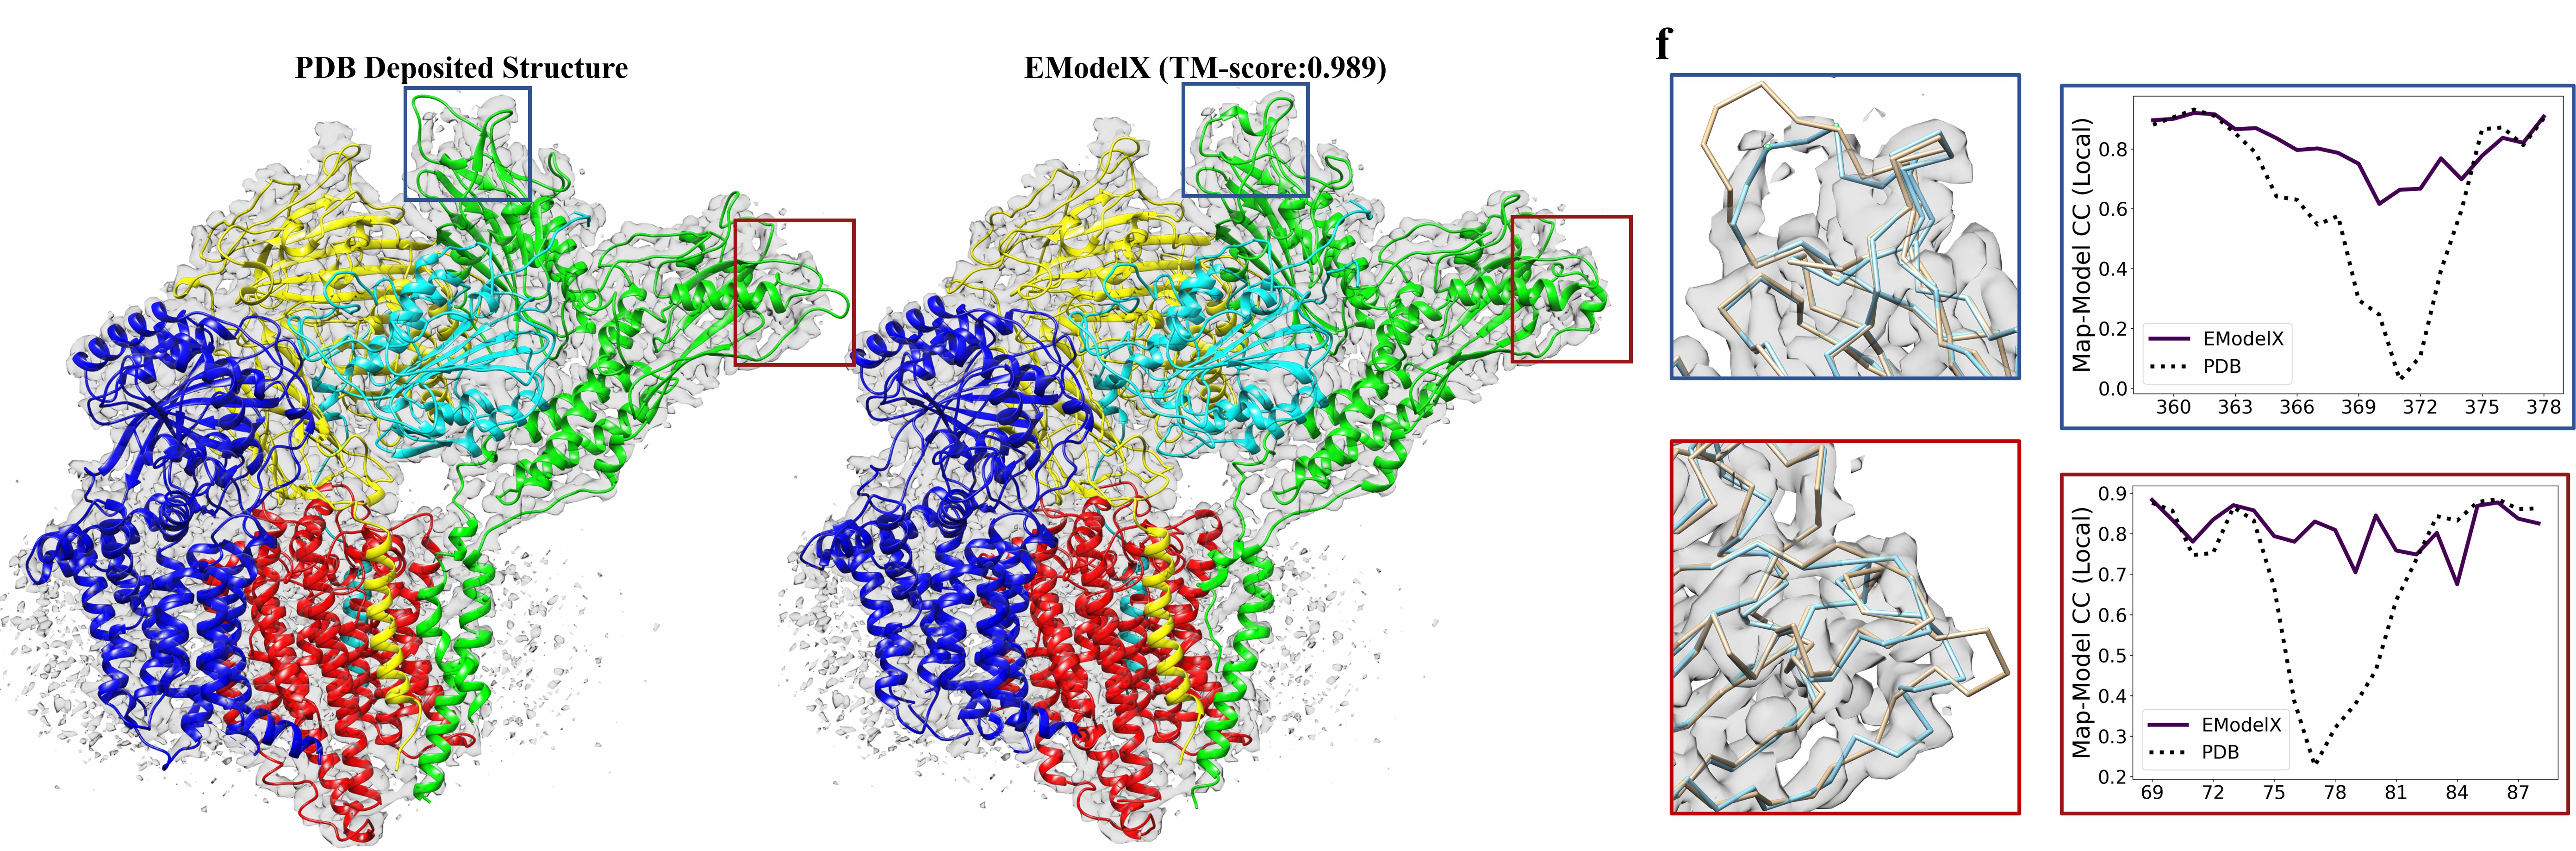 PDB Deposited Structure
EModelX (TM-score:0.989)
f
Map-Model CC (Local)
0.8
0.6
0.4
0.2
0.0
EModelX
PDB
360 363 366 369 372 375 378
Map-Model CC (Local)
0.9
0.8
0.7
0.6
0.5
0.4
0.3
0.2
EModelX
PDB
69 72 75 78 81 84 87